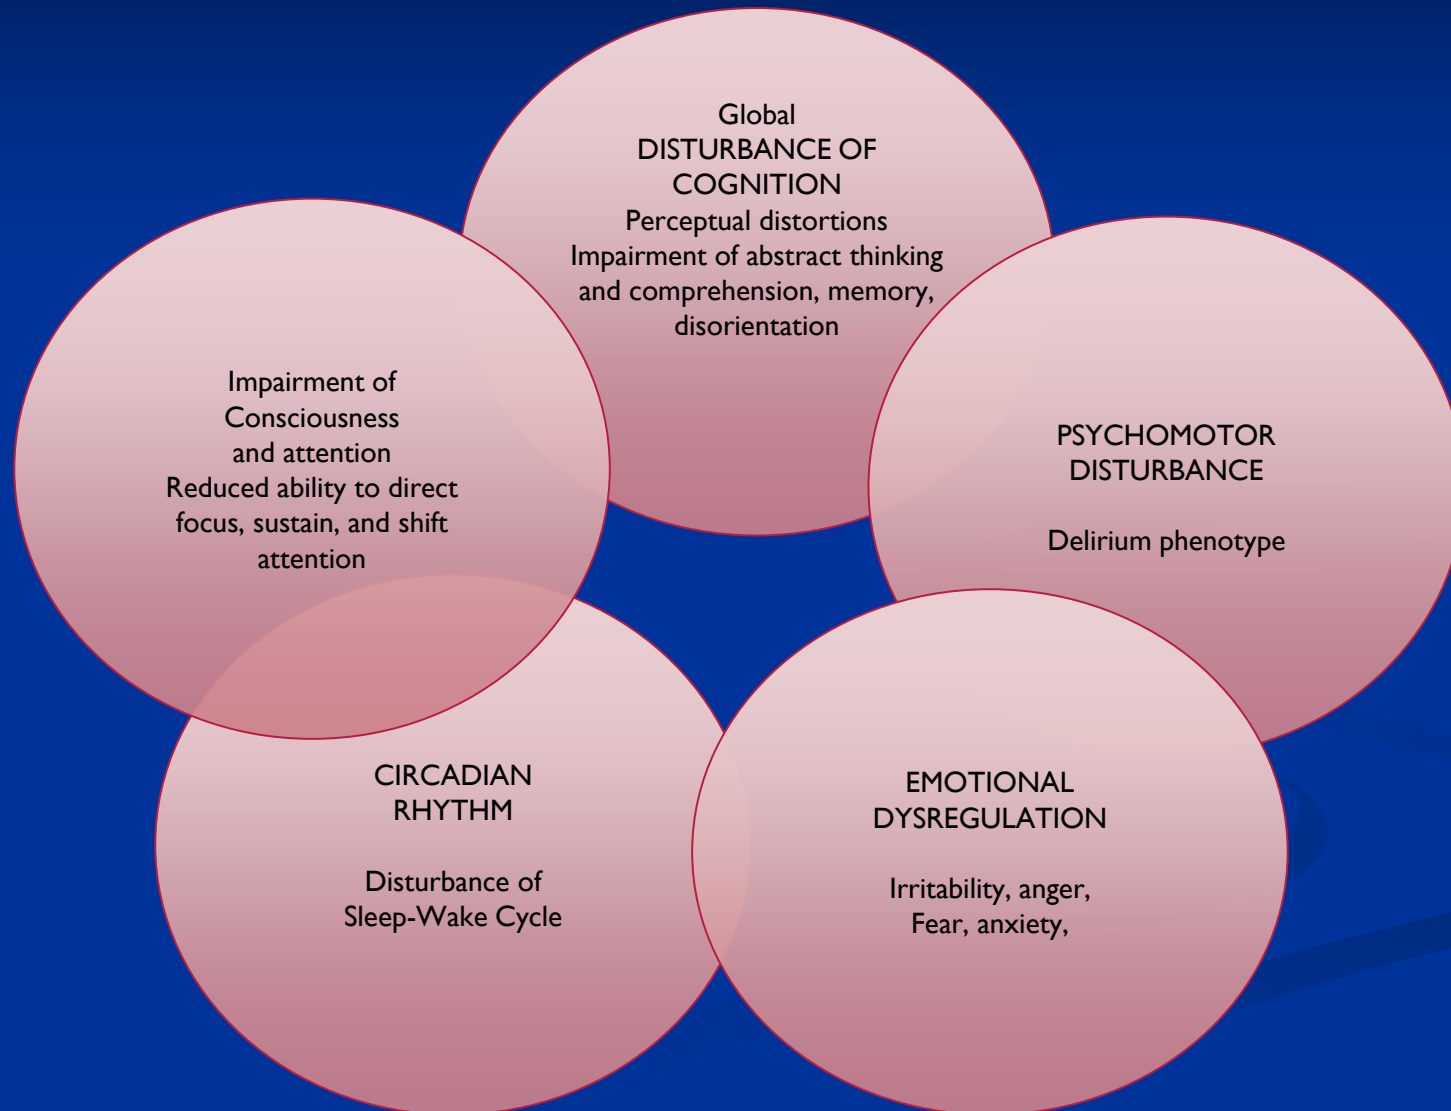 Global
DISTURBANCE OF
COGNITION
Perceptual distortions
Impairment of abstract thinking
and comprehension, memory,
disorientation
Impairment of
Consciousness
and attention
Reduced ability to direct
focus, sustain, and shift
attention
PSYCHOMOTOR
DISTURBANCE
Delirium phenotype
CIRCADIAN
RHYTHM
Disturbance of
Sleep-Wake Cycle
EMOTIONAL
DYSREGULATION
Irritability, anger,
Fear, anxiety,